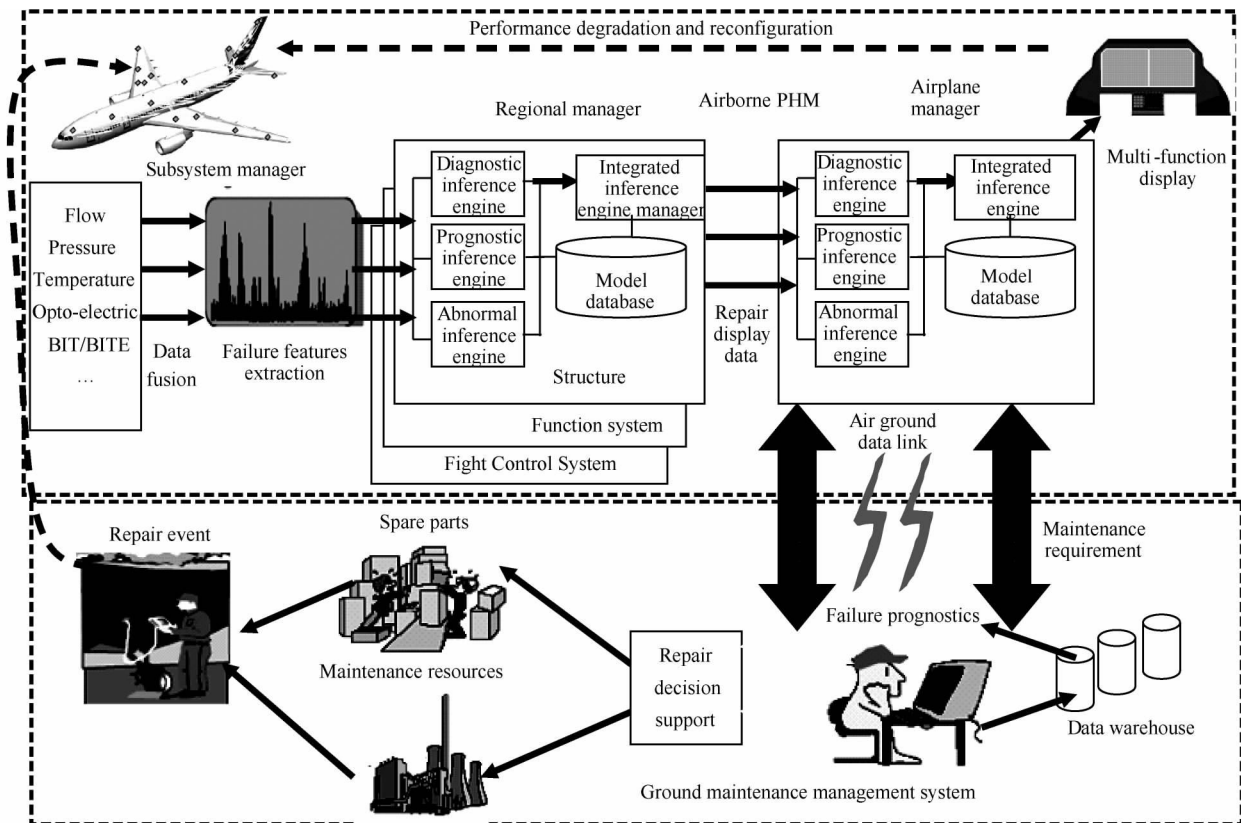 Performance degradation and reconfiguration
Regional manager
Airborne PHM
Airplane
manager
Subsystem manager
Multi-function
display
Flow
Pressure
Temperature
Opto-electric
BIT/BITE
…
Data
fusion
Failure features
extraction
Diagnostic
inference
engine
Prognostic
inference
engine
Abnormal
inference
engine
Integrated
inference
engine manager
Model
database
Structure
Function system
Fight Control System
Repair
display
data
Diagnostic
inference
engine
Prognostic
inference
engine
Abnormal
inference
engine
Integrated
inference
engine
Model
database
Air ground
data link
Maintenance
requirement
Repair event
Spare parts
Maintenance resources
Repair
decision
support
Failure prognostics
Data warehouse
Ground maintenance management system